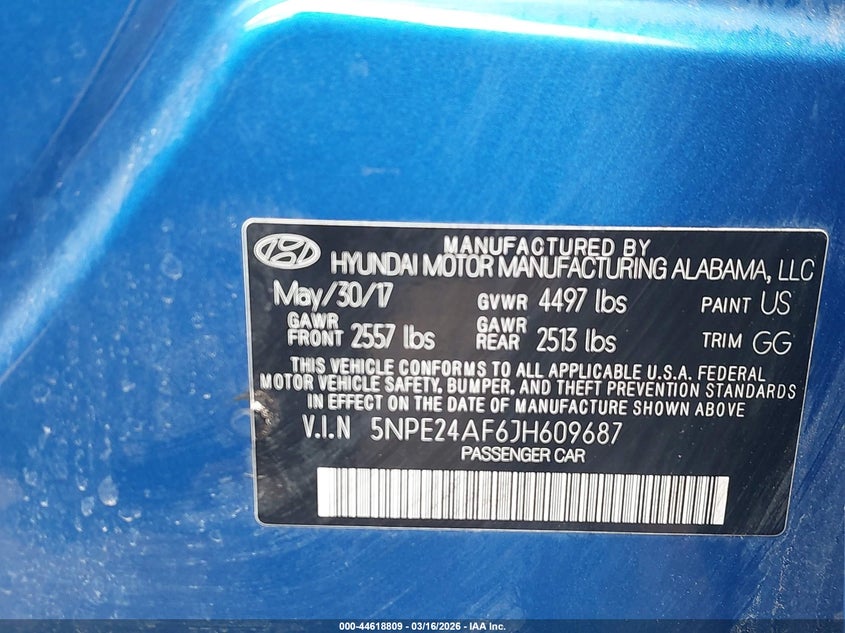 MANUFACTURED BY
HYUNDAI MOTOR MANUFACTURING ALABAMA, LLC
May/30/17 GVWR 4497 lbs PAINT US
GAWR FRONT 2557 lbs GAWR REAR 2513 lbs TRIM GG
THIS VEHICLE CONFORMS TO ALL APPLICABLE U.S.A. FEDERAL
MOTOR VEHICLE SAFETY, BUMPER, AND THEFT PREVENTION STANDARDS
IN EFFECT ON THE DATE OF MANUFACTURE SHOWN ABOVE
V.I.N 5NPE24AF6JH609687
PASSENGER CAR
000-44618809 - 03/16/2026 - IAA Inc.